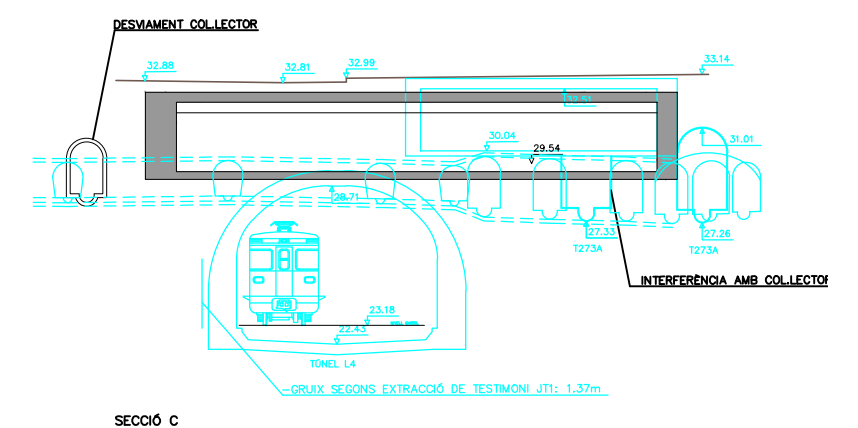 DESVIAMENT COL.LECTOR
32.88
32.81
32.99
33.14
32.51
30.04
29.54
31.01
28.71
27.33
27.26
T273A
T273A
INTERFERÈNCIA AMB COL.LECTOR
23.18
22.43
TÚNEL L4
GRUIX SEGONS EXTRACCIÓ DE TESTIMONI JT1: 1.37m
SECCIÓ C